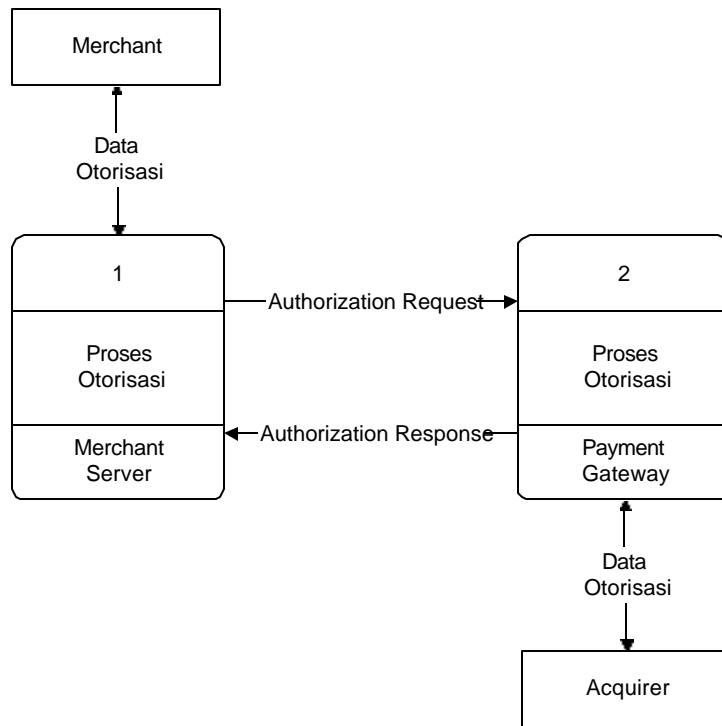 Merchant
Data
Otorisasi
1
Proses
Otorisasi
Merchant
Server
Authorization Request
Authorization Response
2
Proses
Otorisasi
Payment
Gateway
Data
Otorisasi
Acquirer